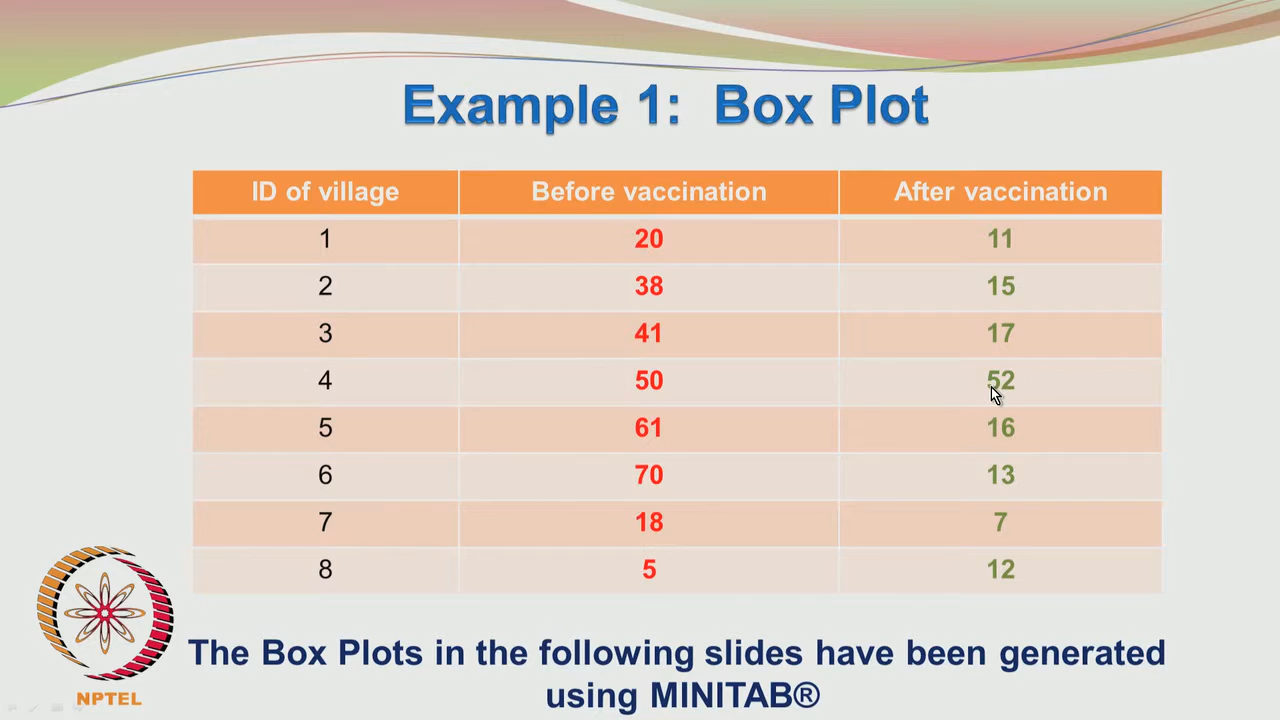 Example 1: Box Plot
ID of village Before vaccination After vaccination
1 20 11
2 38 15
3 41 17
4 50 52
5 61 16
6 70 13
7 18 7
8 5 12
The Box Plots in the following slides have been generated
using MINITAB®
NPTEL